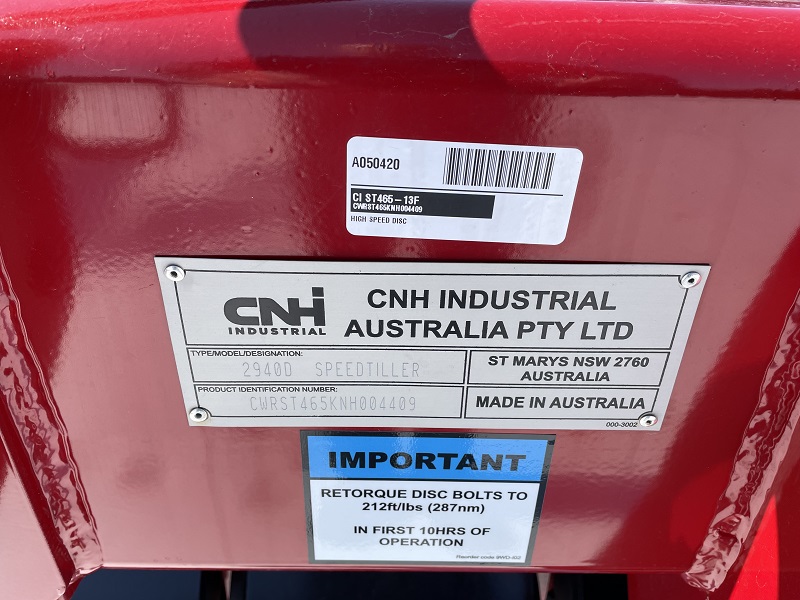 A050420
CI ST465-13F
CWRST465KNH004409
HIGH SPEED DISC
CNH INDUSTRIAL
CNH INDUSTRIAL
AUSTRALIA PTY LTD
TYPE/MODEL/DESIGNATION:
2940D SPEEDTILLER
ST MARYS NSW 2760
AUSTRALIA
PRODUCT IDENTIFICATION NUMBER:
CWRST465KNH004409
MADE IN AUSTRALIA
000-3002
IMPORTANT
RETORQUE DISC BOLTS TO
212ft/lbs (287nm)
IN FIRST 10HRS OF
OPERATION
Reorder code